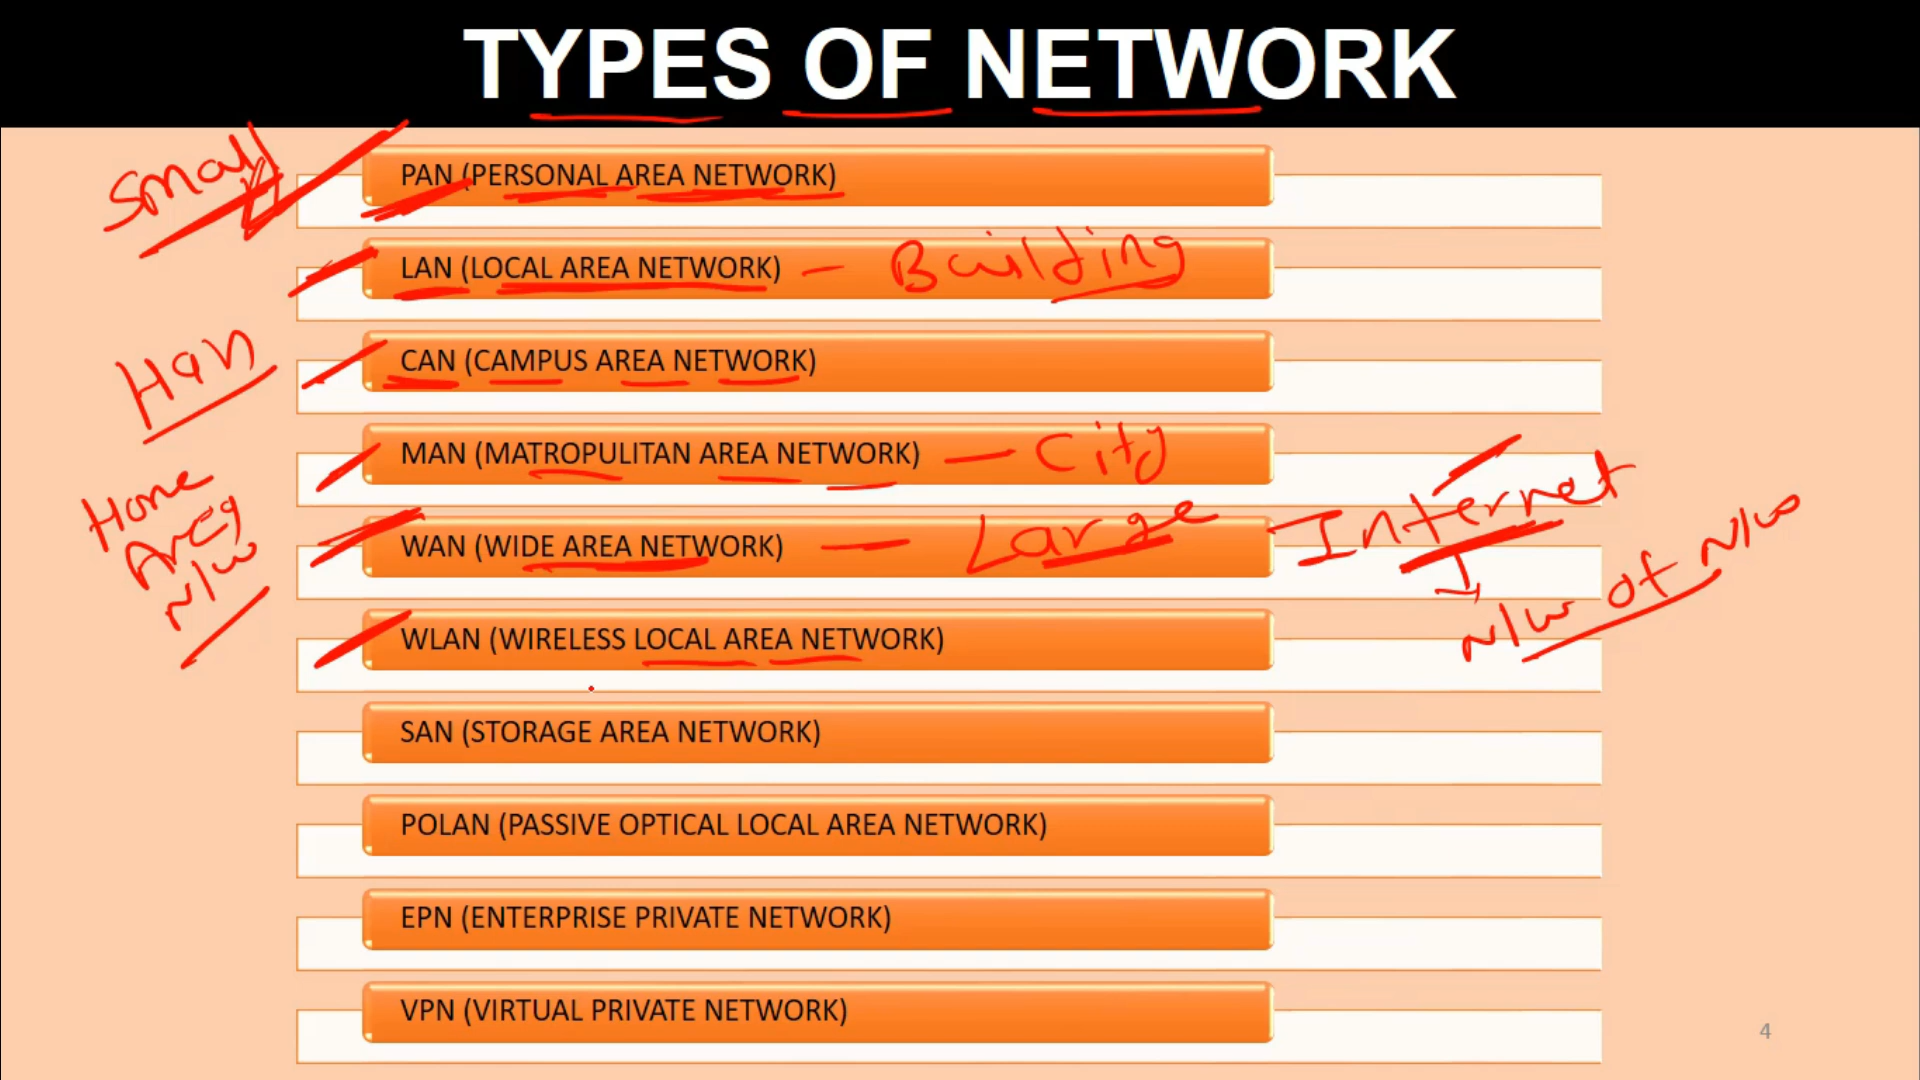 TYPES OF NETWORK
Small
PAN (PERSONAL AREA NETWORK)
LAN (LOCAL AREA NETWORK) - Building
Han
CAN (CAMPUS AREA NETWORK)
MAN (MATROPULITAN AREA NETWORK) - City
Home
Area
N/w
WAN (WIDE AREA NETWORK) - Large - Internet
N/w of N/w
WLAN (WIRELESS LOCAL AREA NETWORK)
SAN (STORAGE AREA NETWORK)
POLAN (PASSIVE OPTICAL LOCAL AREA NETWORK)
EPN (ENTERPRISE PRIVATE NETWORK)
VPN (VIRTUAL PRIVATE NETWORK)
4